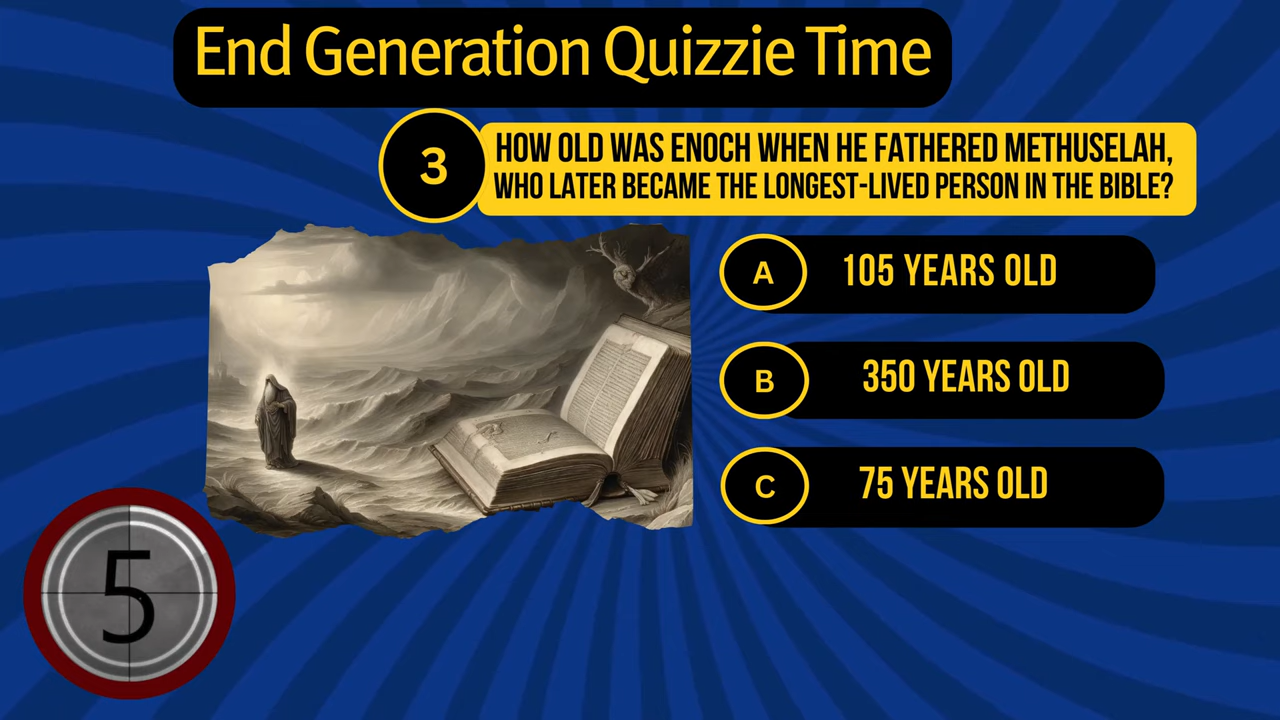 End Generation Quizzie Time
3
HOW OLD WAS ENOCH WHEN HE FATHERED METHUSELAH,
WHO LATER BECAME THE LONGEST-LIVED PERSON IN THE BIBLE?
A
105 YEARS OLD
B
350 YEARS OLD
C
75 YEARS OLD
5